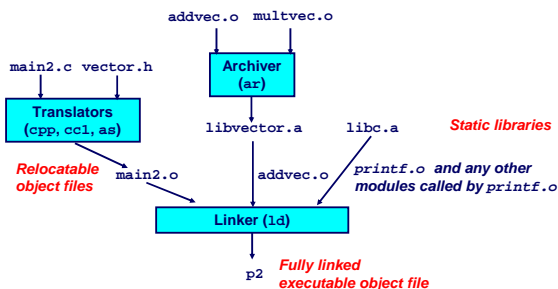 addvec.o multvec.o
main2.c vector.h
Archiver
(ar)
Translators
(cpp, cc1, as)
libvector.a
libc.a
Static libraries
Relocatable
object files
main2.o
addvec.o
printf.o and any other
modules called by printf.o
Linker (ld)
p2
Fully linked
executable object file